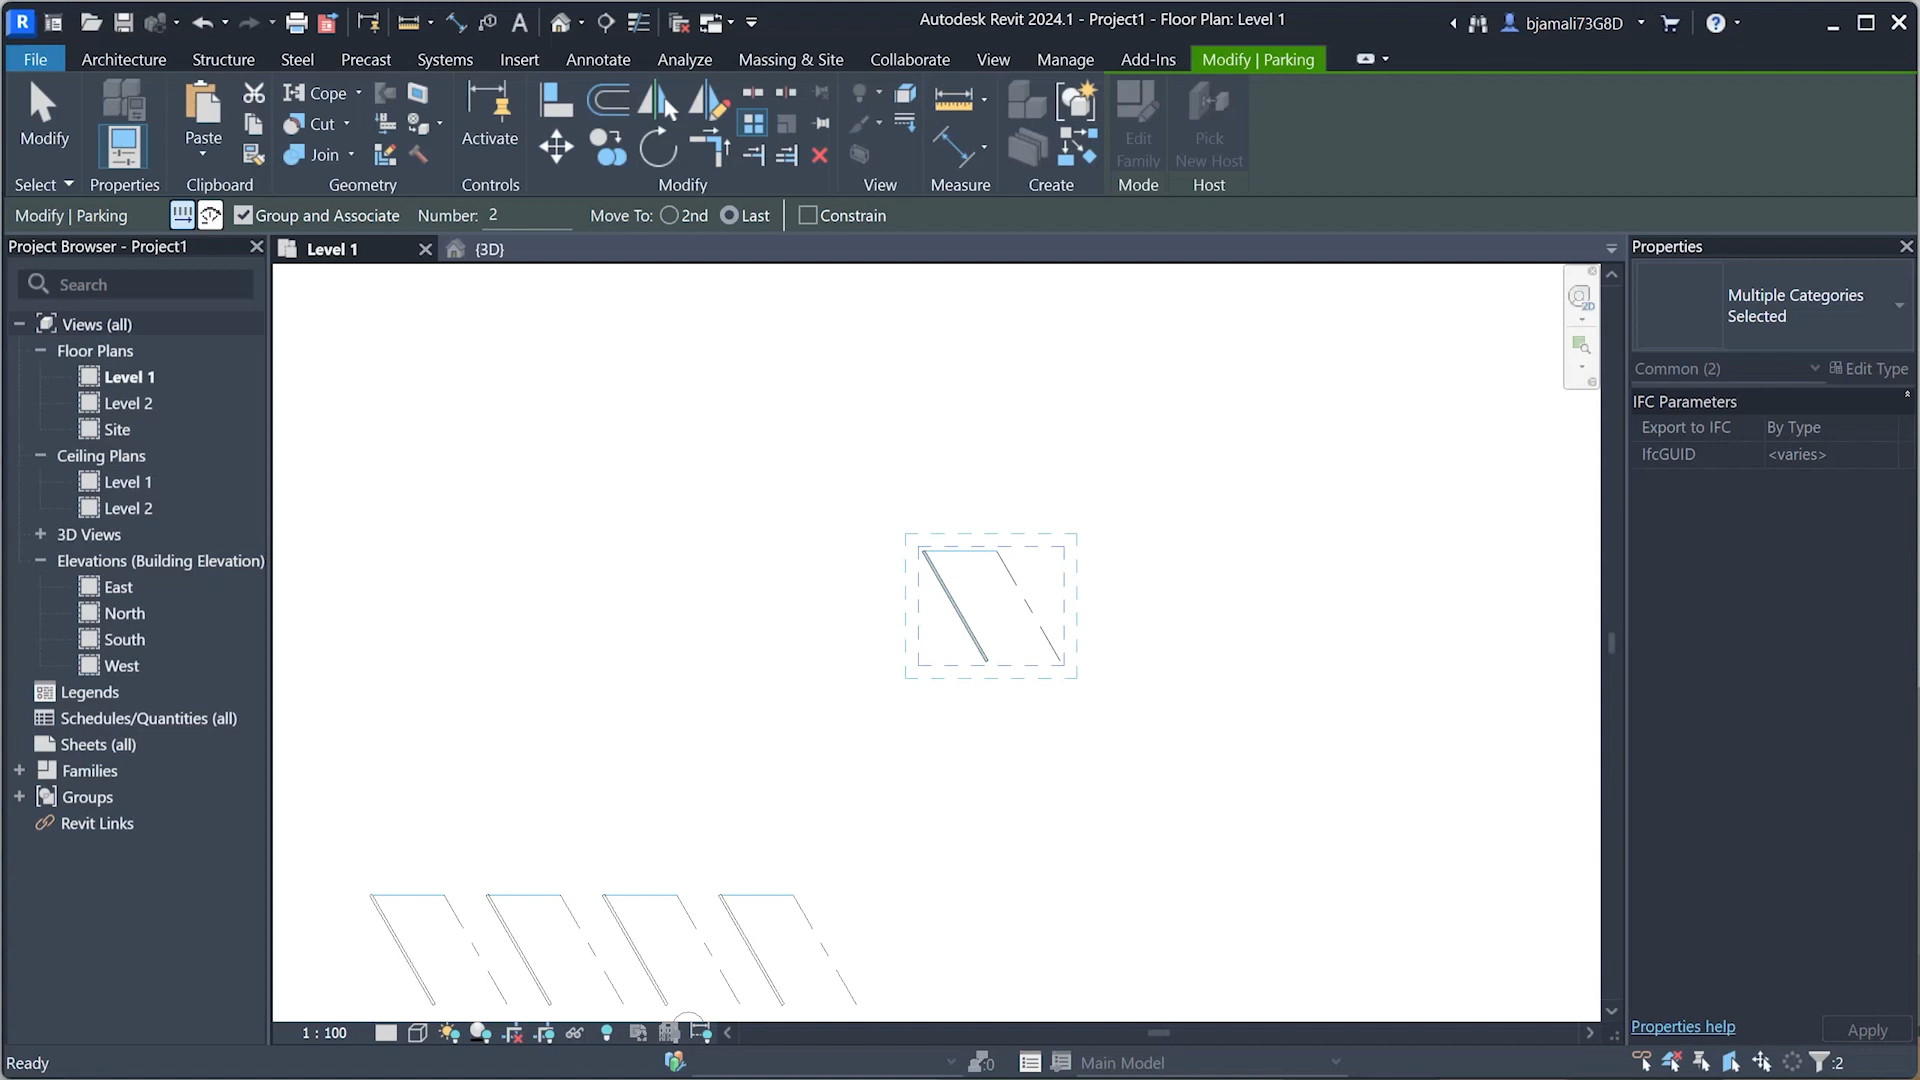 Autodesk Revit 2024.1 - Project1 - Floor Plan: Level 1
bjamali73G8D
File Architecture Structure Steel Precast Systems Insert Annotate Analyze Massing & Site Collaborate View Manage Add-Ins Modify | Parking
Modify
Paste
Cope
Cut
Join
Activate
Edit Family
Pick New Host
Select Properties Clipboard Geometry Controls Modify View Measure Create Mode Host
Modify | Parking Group and Associate Number: 2 Move To: 2nd Last Constrain
Project Browser - Project1
Level 1 {3D}
Properties
Search
Views (all)
Floor Plans
Level 1
Level 2
Site
Ceiling Plans
Level 1
Level 2
3D Views
Elevations (Building Elevation)
East
North
South
West
Legends
Schedules/Quantities (all)
Sheets (all)
Families
Groups
Revit Links
2D
Multiple Categories
Selected
Common (2) Edit Type
IFC Parameters
Export to IFC By Type
IfcGUID <varies>
1 : 100
Properties help Apply
Ready :0 Main Model :2